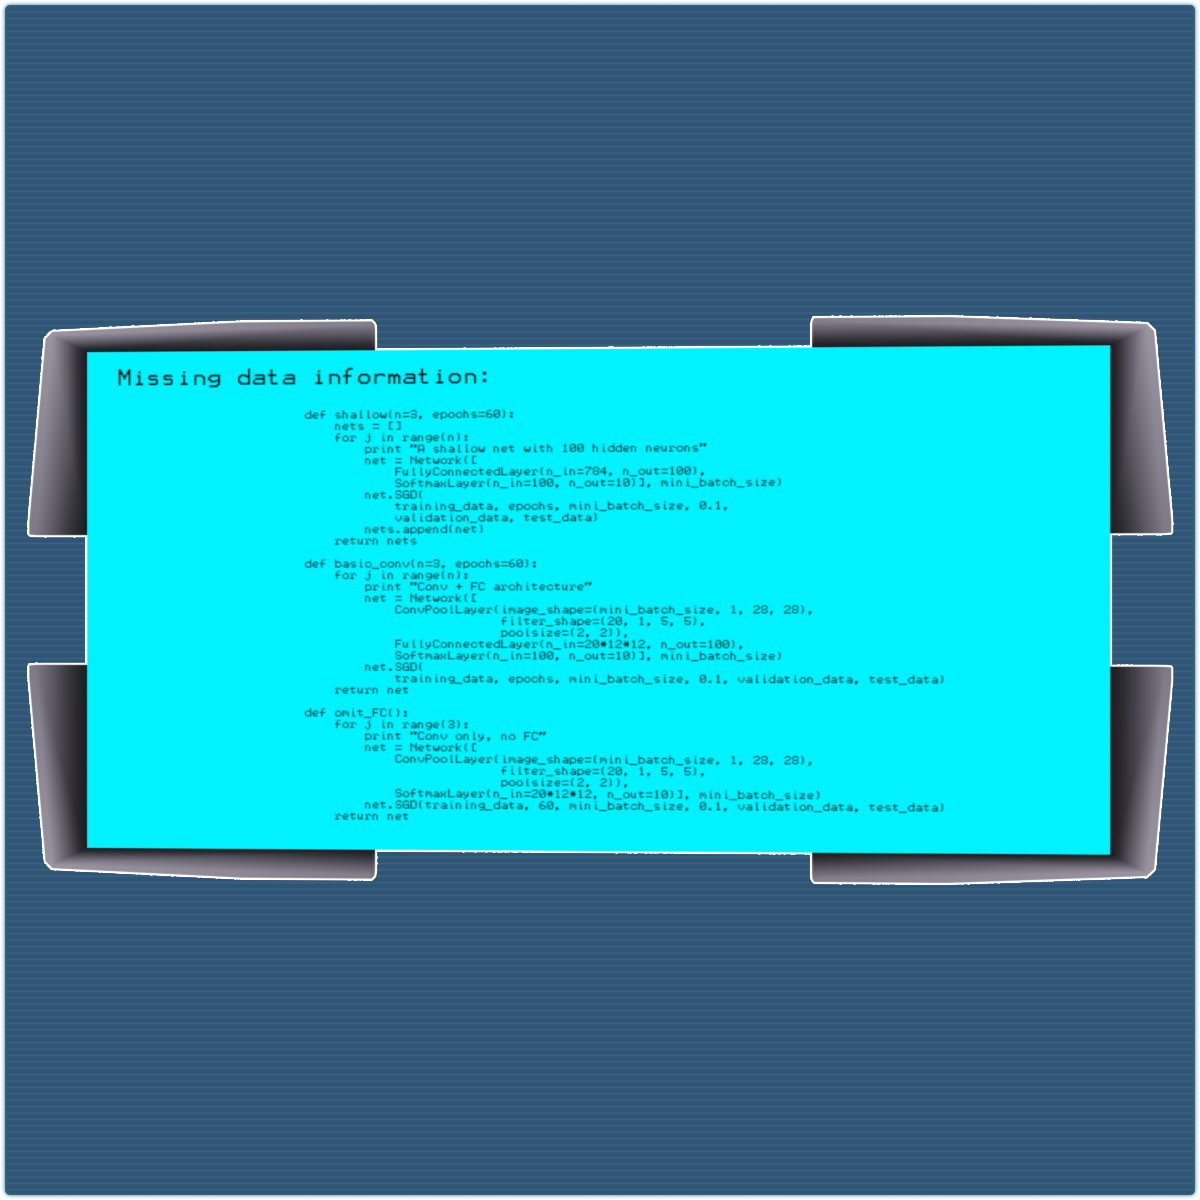 Missing data information:
def shallow(n=3, epochs=60):
    nets = []
    for j in range(n):
        print "A shallow net with 100 hidden neurons"
        net = Network([
            FullyConnectedLayer(n_in=784, n_out=100),
            SoftmaxLayer(n_in=100, n_out=10)], mini_batch_size)
        net.SGD(
            training_data, epochs, mini_batch_size, 0.1,
            validation_data, test_data)
        nets.append(net)
    return nets
def basic_conv(n=3, epochs=60):
    for j in range(n):
        print "Conv + FC architecture"
        net = Network([
            ConvPoolLayer(image_shape=(mini_batch_size, 1, 28, 28),
                          filter_shape=(20, 1, 5, 5),
                          poolsize=(2, 2)),
            FullyConnectedLayer(n_in=20*12*12, n_out=100),
            SoftmaxLayer(n_in=100, n_out=10)], mini_batch_size)
        net.SGD(
            training_data, epochs, mini_batch_size, 0.1, validation_data, test_data)
    return net
def omit_FC():
    for j in range(3):
        print "Conv only, no FC"
        net = Network([
            ConvPoolLayer(image_shape=(mini_batch_size, 1, 28, 28),
                          filter_shape=(20, 1, 5, 5),
                          poolsize=(2, 2)),
            SoftmaxLayer(n_in=20*12*12, n_out=10)], mini_batch_size)
        net.SGD(training_data, 60, mini_batch_size, 0.1, validation_data, test_data)
    return net